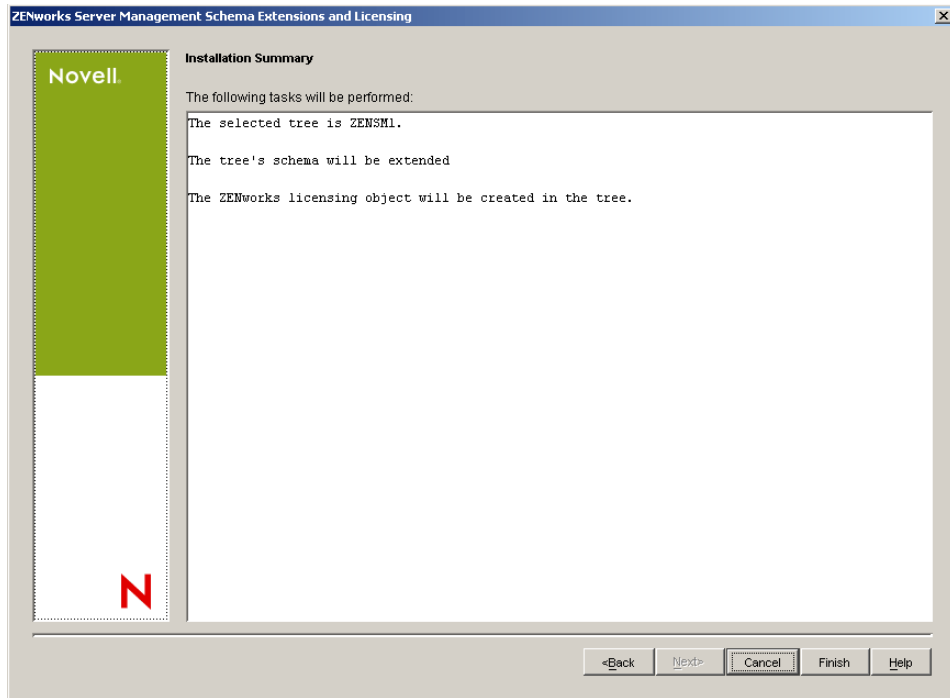 ZENworks Server Management Schema Extensions and Licensing
Novell.
Installation Summary
The following tasks will be performed:
The selected tree is ZENSM1.
The tree's schema will be extended
The ZENworks licensing object will be created in the tree.
N
<Back
Next>
Cancel
Finish
Help